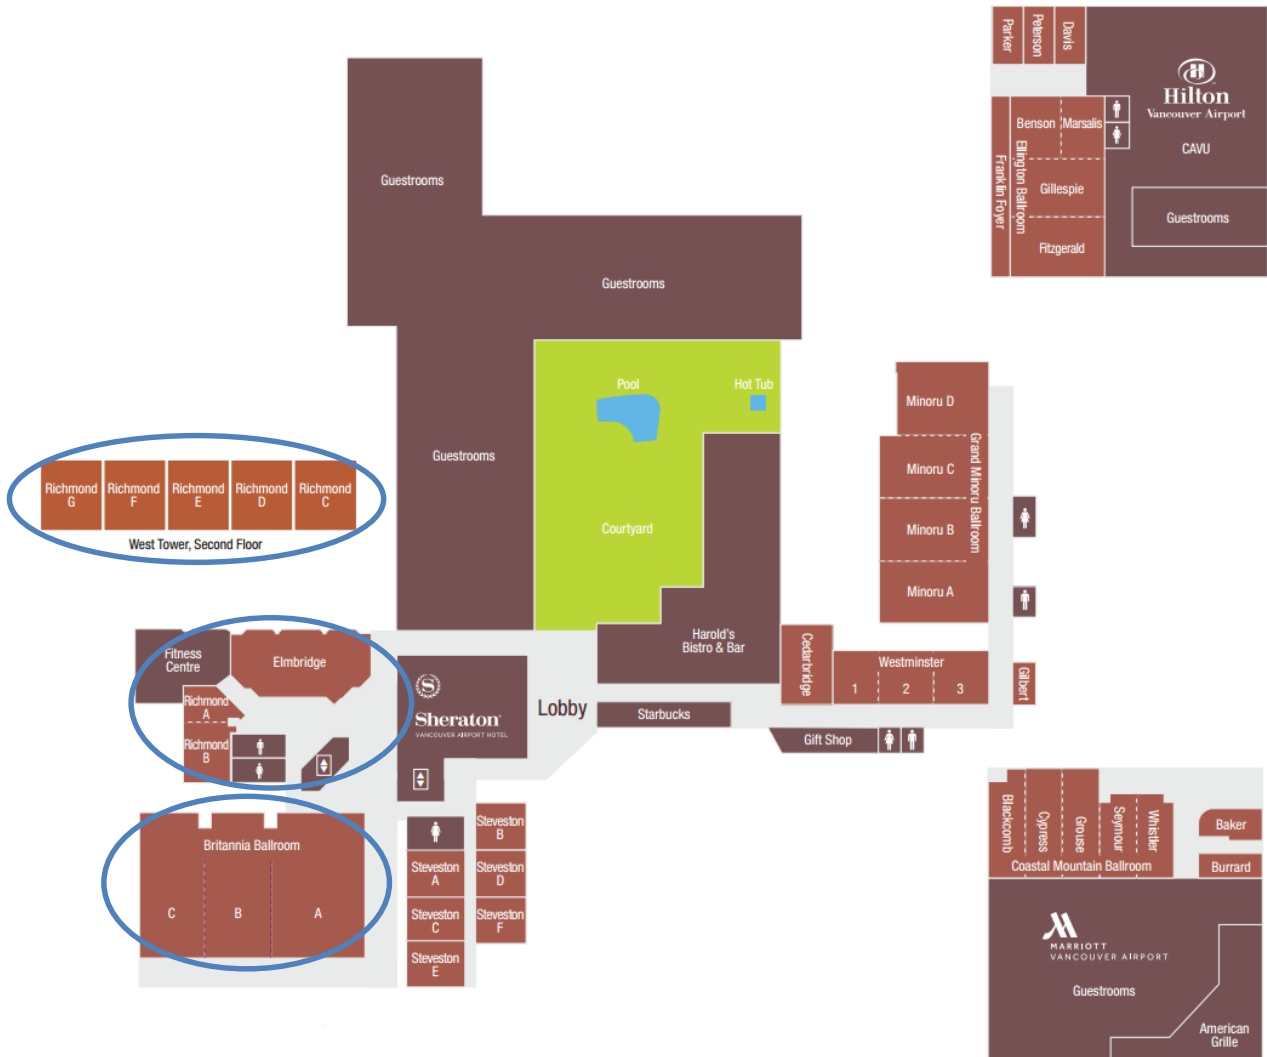 Parker
Peterson
Davis
Hilton
Vancouver Airport
CAVU
Guestrooms
Benson
Marsalis
Ellington Ballroom
Franklin Foyer
Gillespie
Fitzgerald
Guestrooms
Guestrooms
Guestrooms
Pool
Hot Tub
Courtyard
Harold's
Bistro & Bar
Minoru D
Minoru C
Minoru B
Minoru A
Grand Minoru Ballroom
Richmond
G
Richmond
F
Richmond
E
Richmond
D
Richmond
C
West Tower, Second Floor
Fitness
Centre
Elmbridge
Richmond
A
Richmond
B
S
Sheraton
VANCOUVER AIRPORT HOTEL
Lobby
Starbucks
Gift Shop
Cedarbridge
Westminster
1
2
3
Gilbert
Britannia Ballroom
C
B
A
Steveston
B
Steveston
A
Steveston
D
Steveston
C
Steveston
F
Steveston
E
Blackcomb
Cypress
Grouse
Seymour
Whistler
Coastal Mountain Ballroom
Baker
Burrard
MARRIOTT
VANCOUVER AIRPORT
Guestrooms
American
Grille